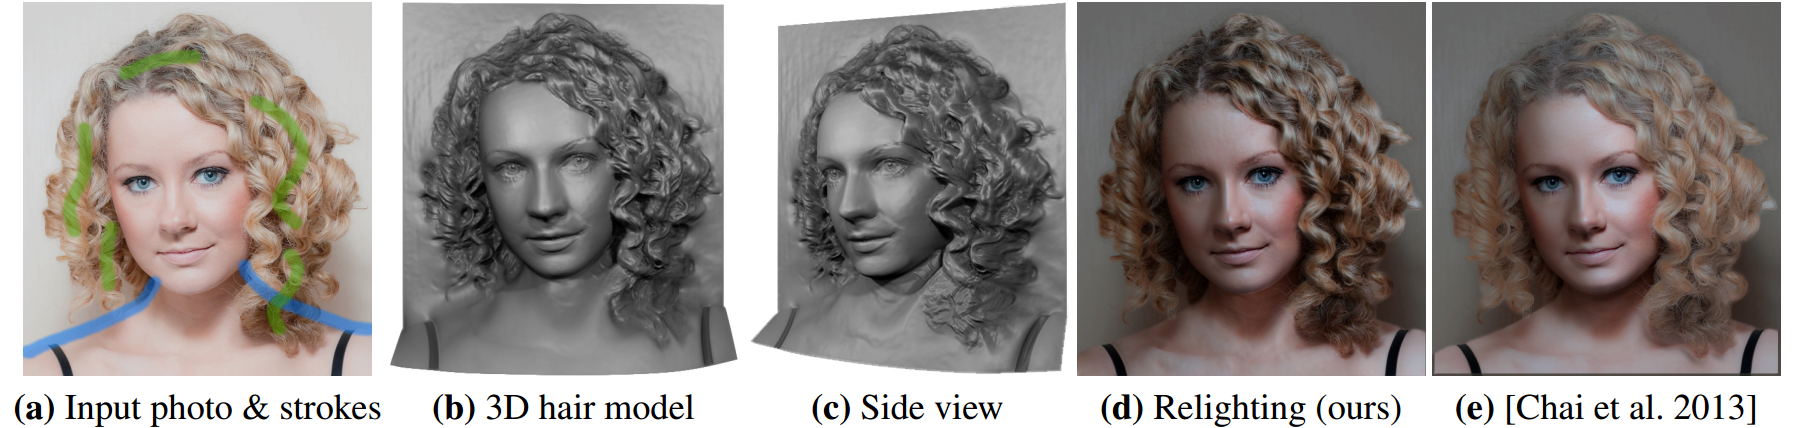 (a) Input photo & strokes
(b) 3D hair model
(c) Side view
(d) Relighting (ours)
(e) [Chai et al. 2013]